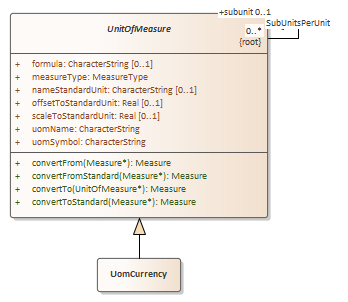 +subunit 0..1
UnitOfMeasure
SubUnitsPerUnit
0..*
{root}
+ formula: CharacterString [0..1]
+ measureType: MeasureType
+ nameStandardUnit: CharacterString [0..1]
+ offsetToStandardUnit: Real [0..1]
+ scaleToStandardUnit: Real [0..1]
+ uomName: CharacterString
+ uomSymbol: CharacterString
+ convertFrom(Measure*): Measure
+ convertFromStandard(Measure*): Measure
+ convertTo(UnitOfMeasure*): Measure
+ convertToStandard(Measure*): Measure
UomCurrency